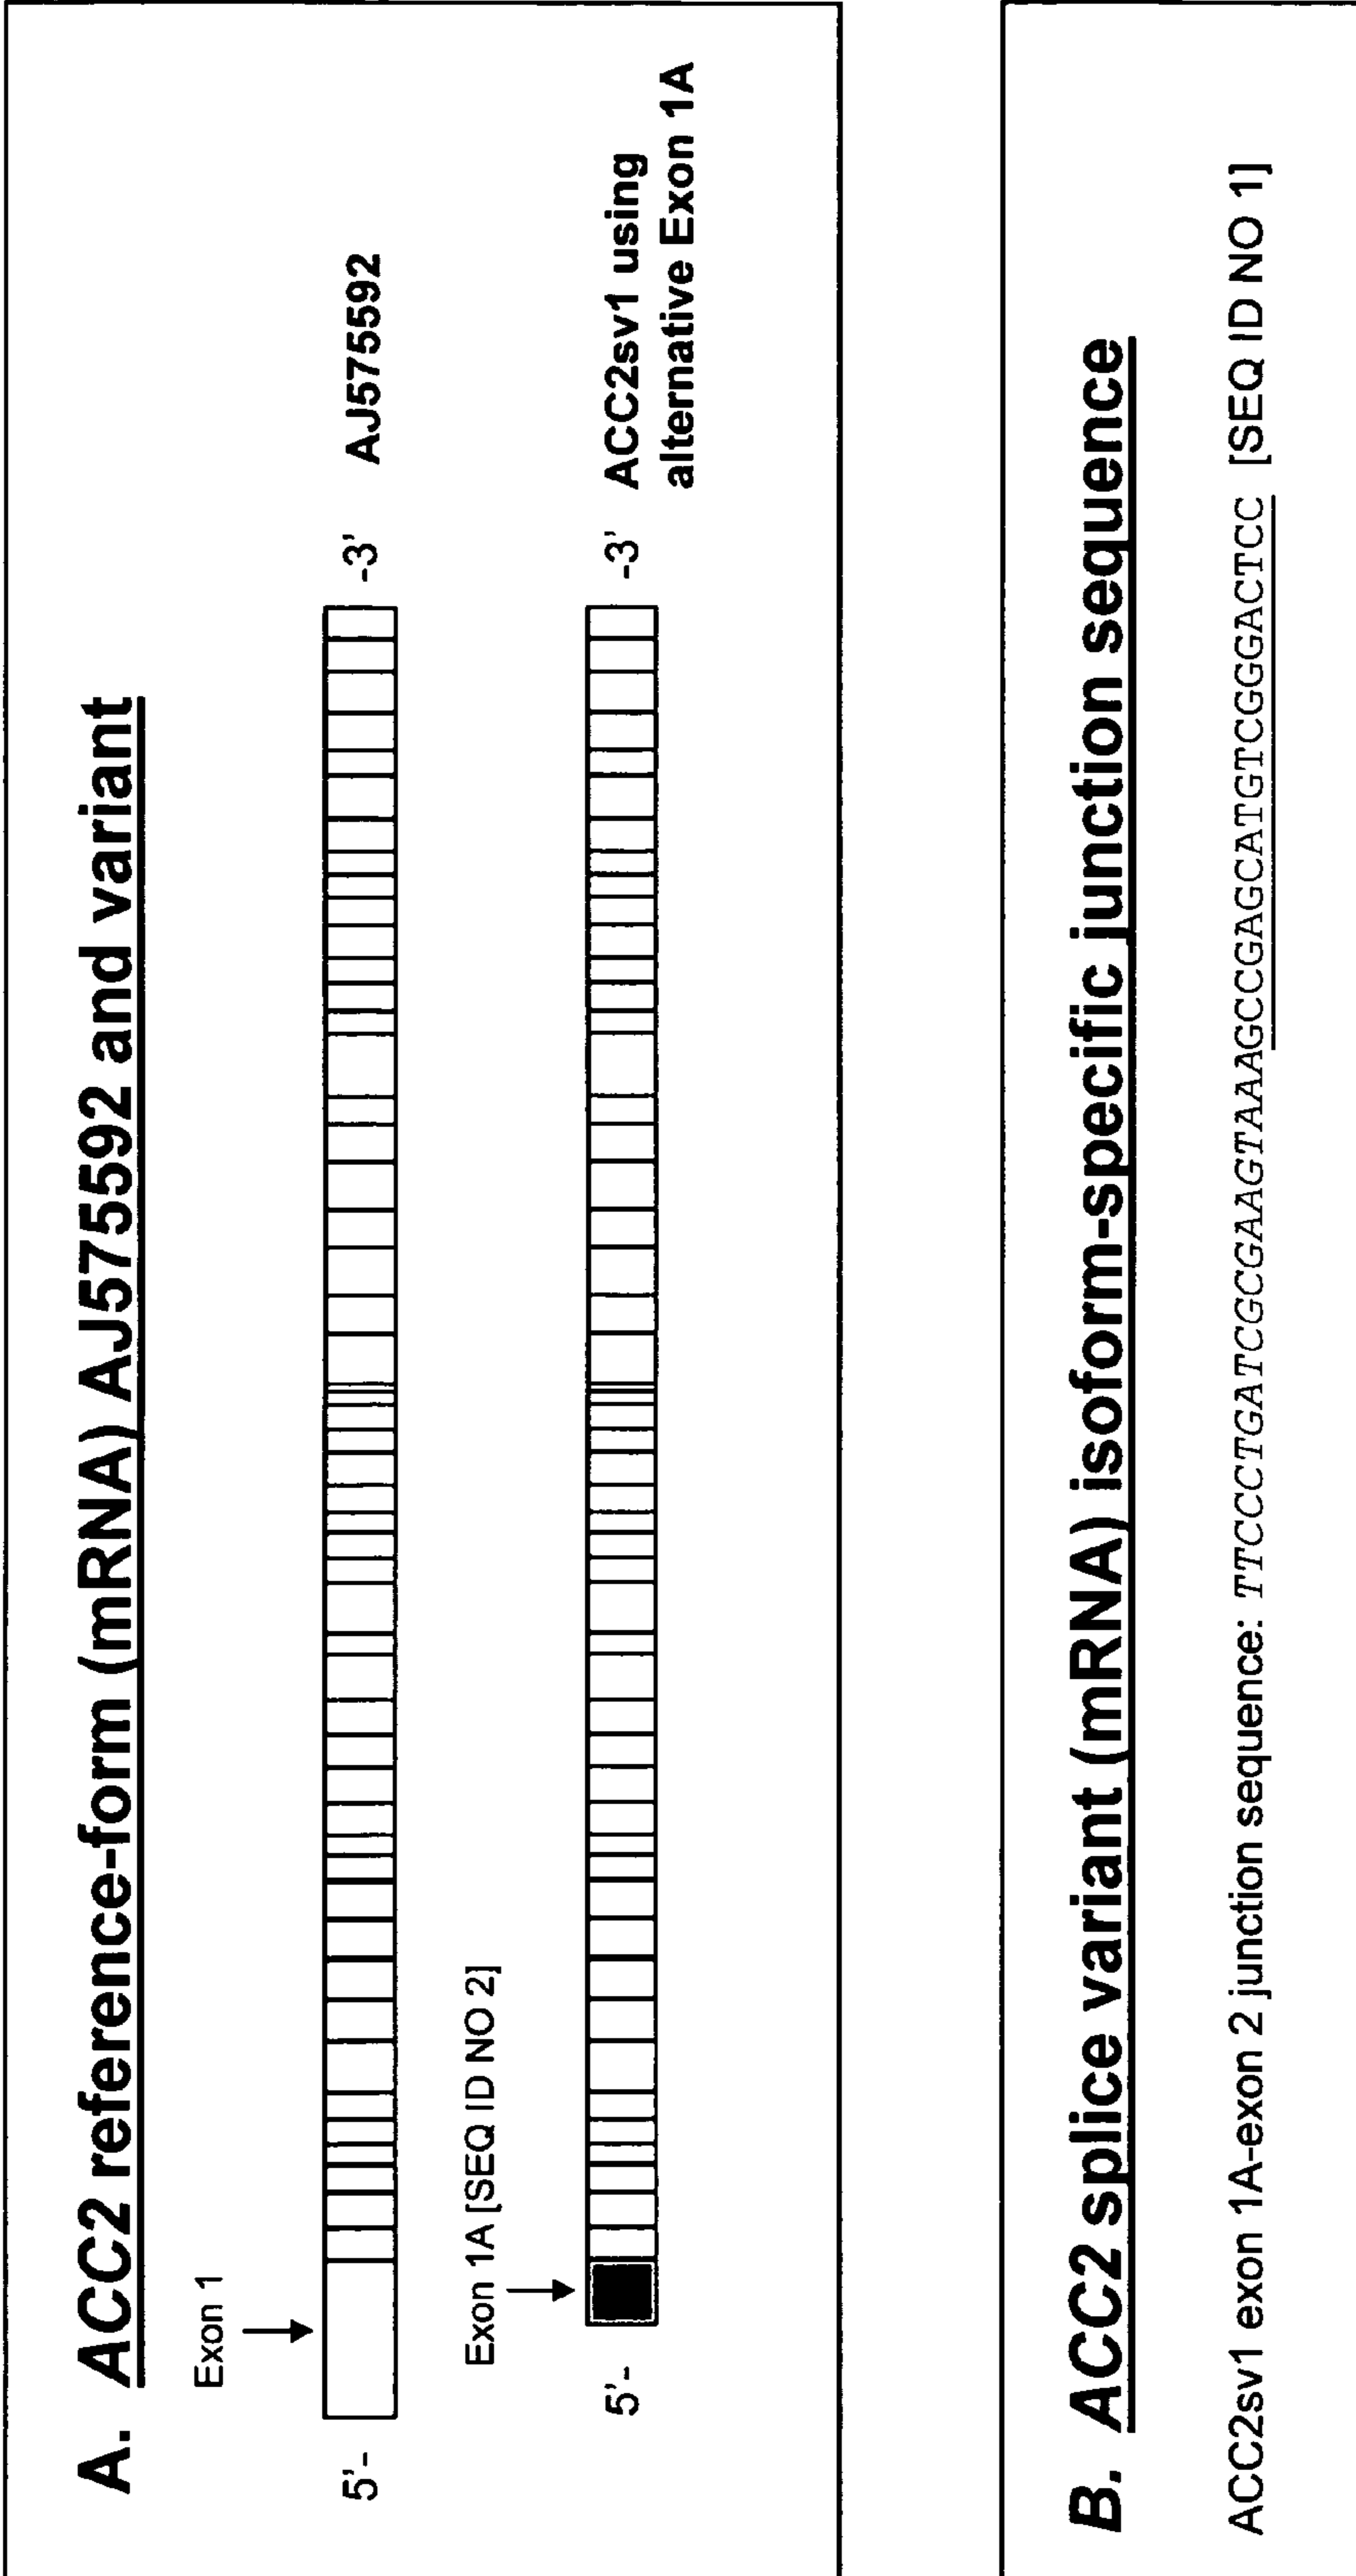 A. ACC2 reference-form (mRNA) AJ575592 and variant
Exon 1
5'-
-3'
AJ575592
Exon 1A [SEQ ID NO 2]
5'-
-3'
ACC2sv1 using
alternative Exon 1A
B. ACC2 splice variant (mRNA) isoform-specific junction sequence
ACC2sv1 exon 1A-exon 2 junction sequence: TTCCCTGATCGCGAAGTAAAGCCGAGCATGTCGGGACTCC [SEQ ID NO 1]